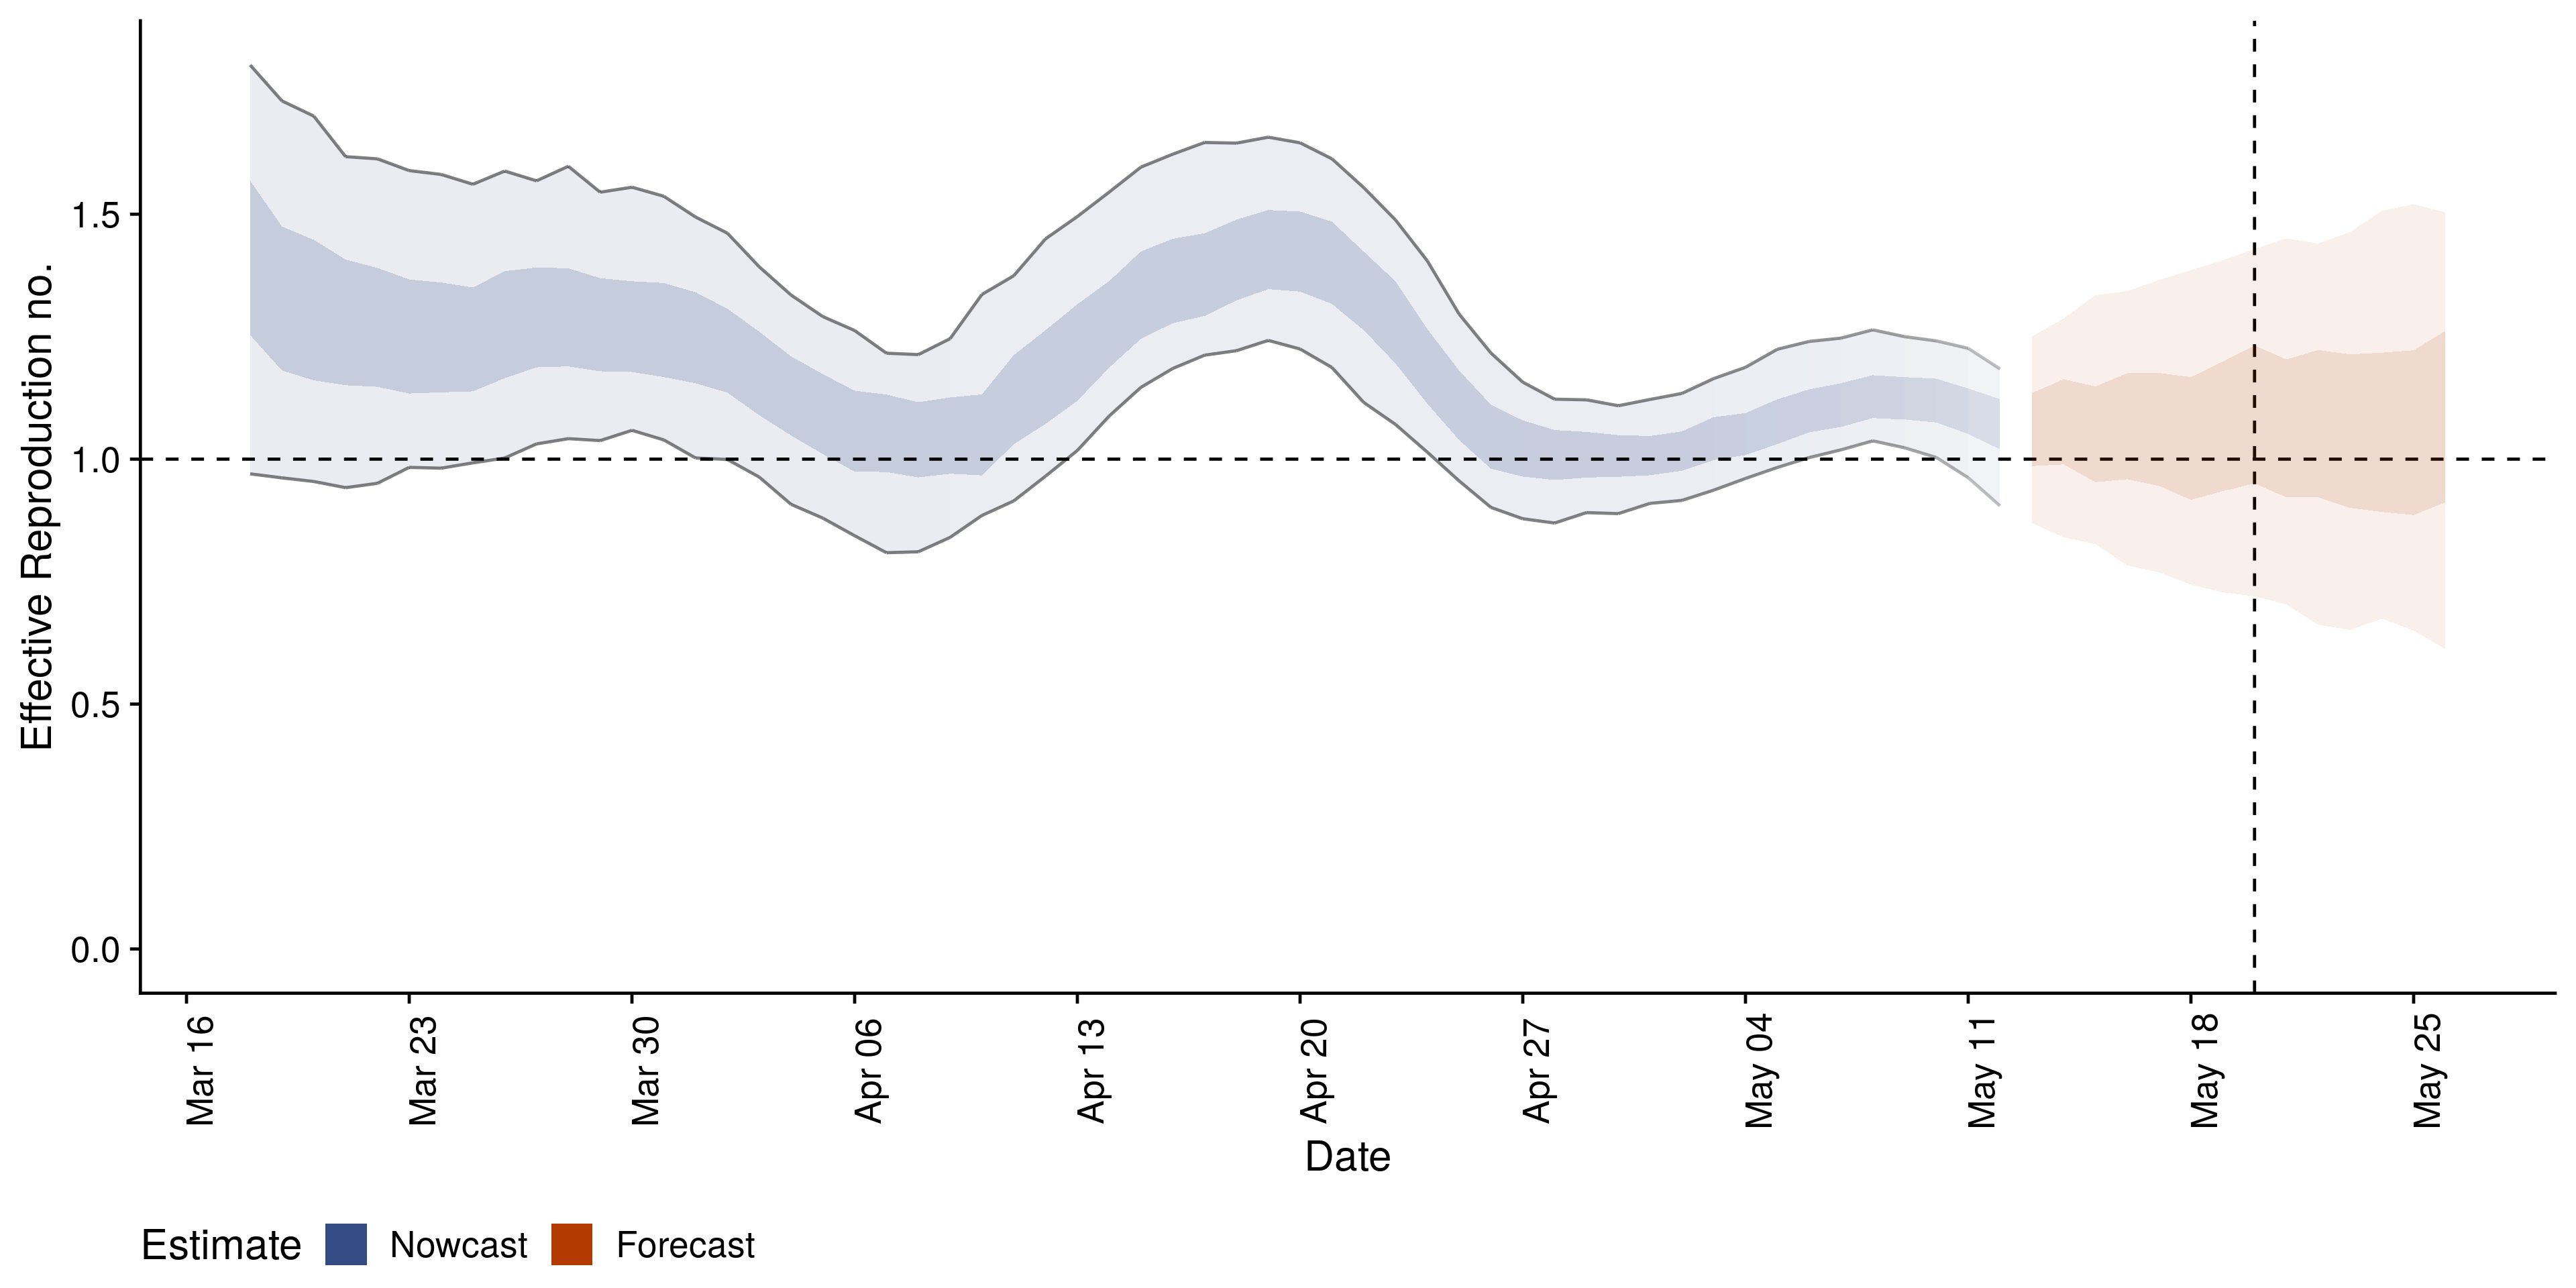 Effective Reproduction no.
1.5
1.0
0.5
0.0
Mar 16
Mar 23
Mar 30
Apr 06
Apr 13
Apr 20
Apr 27
May 04
May 11
May 18
May 25
Date
Estimate Nowcast Forecast